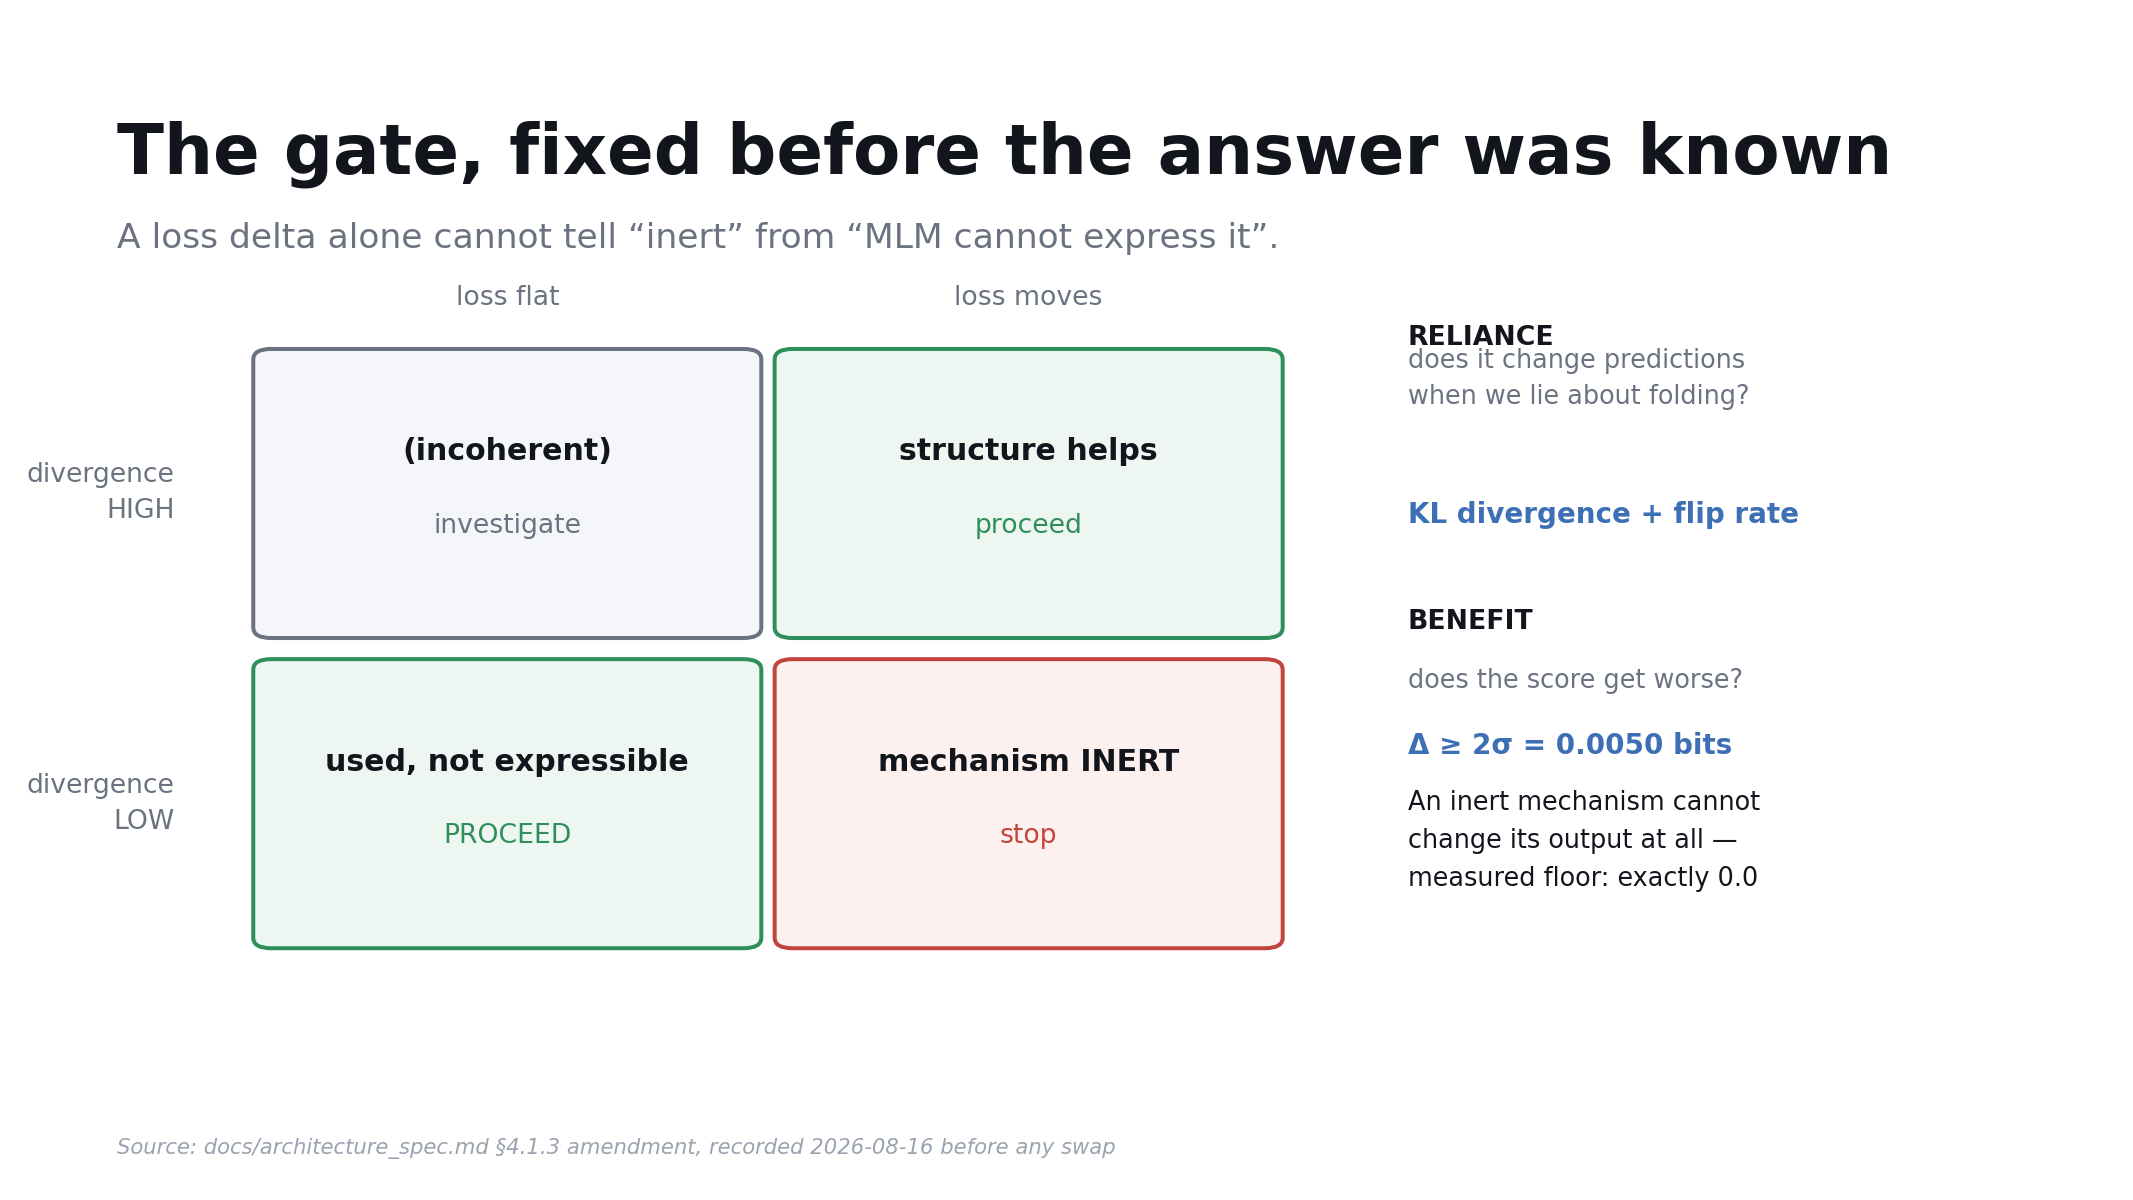 The gate, fixed before the answer was known
A loss delta alone cannot tell “inert” from “MLM cannot express it”.
loss flat
loss moves
divergence
HIGH
(incoherent)
investigate
structure helps
proceed
divergence
LOW
used, not expressible
PROCEED
mechanism INERT
stop
RELIANCE
does it change predictions
when we lie about folding?
KL divergence + flip rate
BENEFIT
does the score get worse?
Δ ≥ 2σ = 0.0050 bits
An inert mechanism cannot
change its output at all —
measured floor: exactly 0.0
Source: docs/architecture_spec.md §4.1.3 amendment, recorded 2026-08-16 before any swap